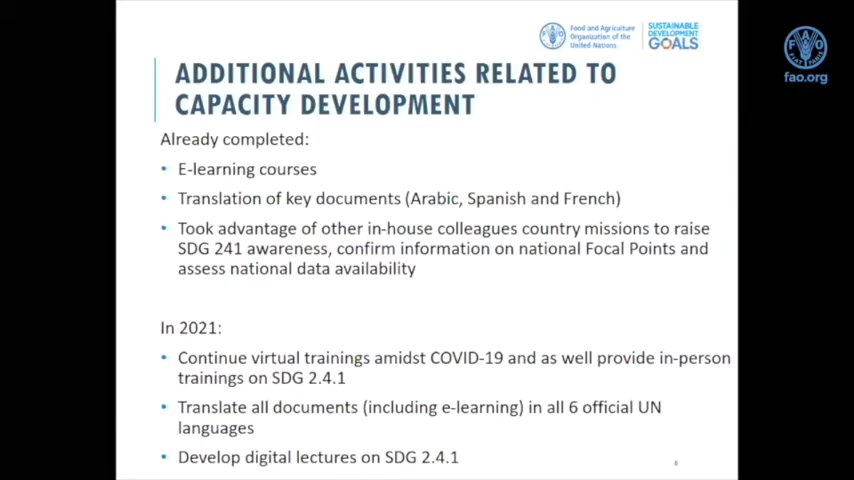 Food and Agriculture
Organization of the
United Nations
SUSTAINABLE
DEVELOPMENT
GOALS
FAO
fao.org
ADDITIONAL ACTIVITIES RELATED TO
CAPACITY DEVELOPMENT
Already completed:
• E-learning courses
• Translation of key documents (Arabic, Spanish and French)
• Took advantage of other in-house colleagues country missions to raise
SDG 241 awareness, confirm information on national Focal Points and
assess national data availability
In 2021:
• Continue virtual trainings amidst COVID-19 and as well provide in-person
trainings on SDG 2.4.1
• Translate all documents (including e-learning) in all 6 official UN
languages
• Develop digital lectures on SDG 2.4.1